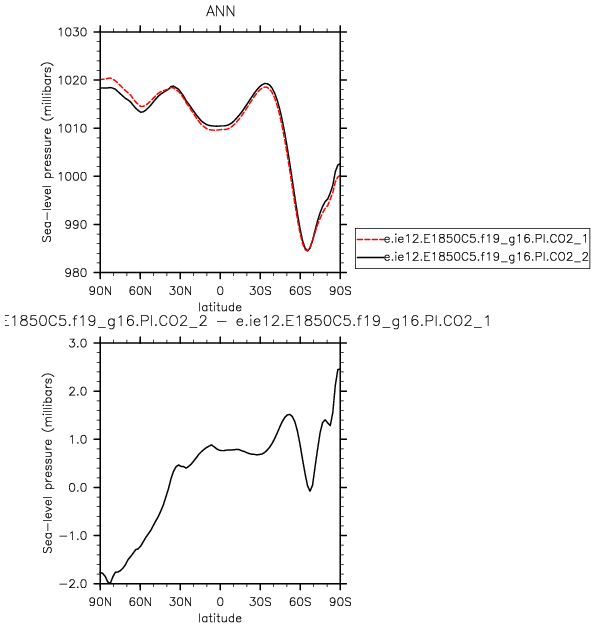 ANN
Sea-level pressure (millibars)
1030
1020
1010
1000
990
980
90N 60N 30N 0 30S 60S 90S
latitude
e.ie12.E1850C5.f19_g16.PI.CO2_1
e.ie12.E1850C5.f19_g16.PI.CO2_2
E1850C5.f19_g16.PI.CO2_2 - e.ie12.E1850C5.f19_g16.PI.CO2_1
Sea-level pressure (millibars)
3.0
2.0
1.0
0.0
-1.0
-2.0
90N 60N 30N 0 30S 60S 90S
latitude